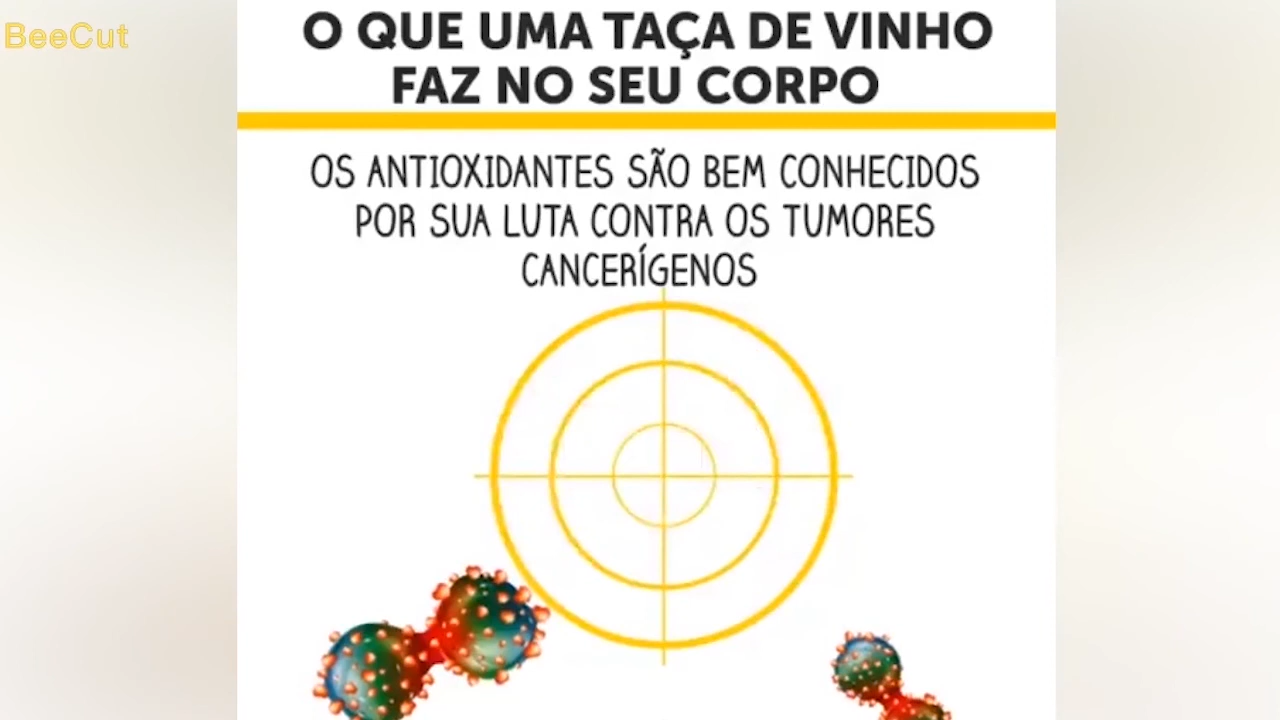 BeeCut
O QUE UMA TAÇA DE VINHO
FAZ NO SEU CORPO
OS ANTIOXIDANTES SÃO BEM CONHECIDOS
POR SUA LUTA CONTRA OS TUMORES
CANCERÍGENOS